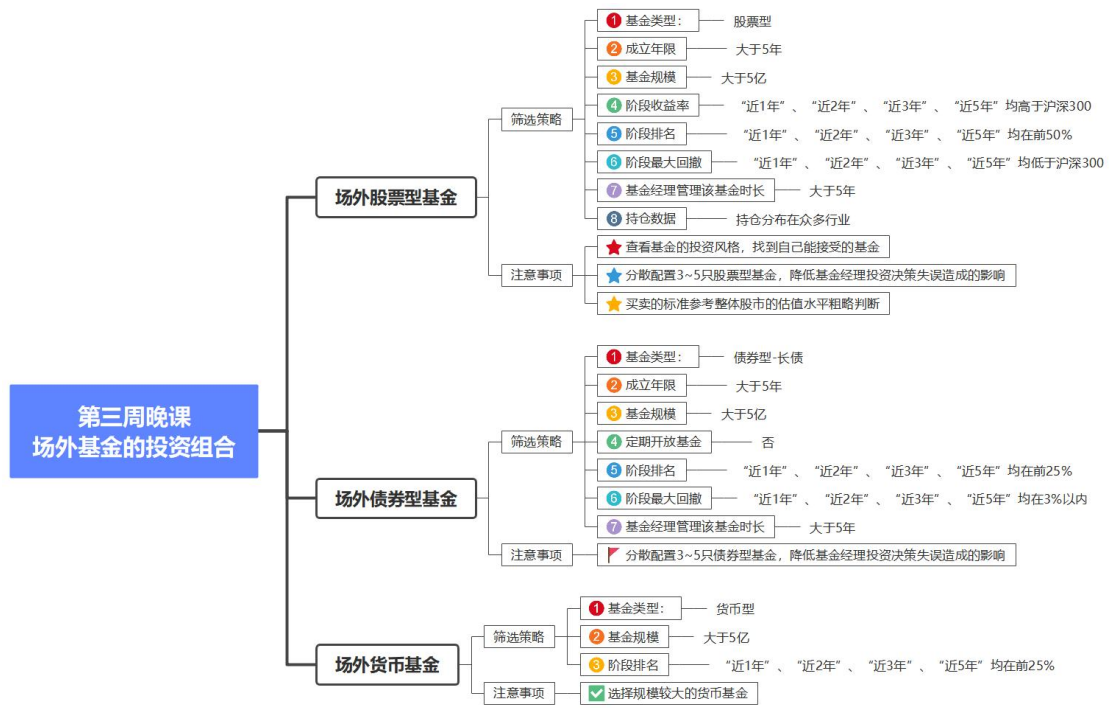 第三周晚课
场外基金的投资组合
场外股票型基金
筛选策略
1 基金类型： 股票型
2 成立年限 大于5年
3 基金规模 大于5亿
4 阶段收益率 “近1年”、“近2年”、“近3年”、“近5年”均高于沪深300
5 阶段排名 “近1年”、“近2年”、“近3年”、“近5年”均在前50%
6 阶段最大回撤 “近1年”、“近2年”、“近3年”、“近5年”均低于沪深300
7 基金经理管理该基金时长 大于5年
8 持仓数据 持仓分布在众多行业
注意事项
查看基金的投资风格，找到自己能接受的基金
分散配置3~5只股票型基金，降低基金经理投资决策失误造成的影响
买卖的标准参考整体股市的估值水平粗略判断
场外债券型基金
筛选策略
1 基金类型： 债券型-长债
2 成立年限 大于5年
3 基金规模 大于5亿
4 定期开放基金 否
5 阶段排名 “近1年”、“近2年”、“近3年”、“近5年”均在前25%
6 阶段最大回撤 “近1年”、“近2年”、“近3年”、“近5年”均在3%以内
7 基金经理管理该基金时长 大于5年
注意事项
分散配置3~5只债券型基金，降低基金经理投资决策失误造成的影响
场外货币基金
筛选策略
1 基金类型： 货币型
2 基金规模 大于5亿
3 阶段排名 “近1年”、“近2年”、“近3年”、“近5年”均在前25%
注意事项
选择规模较大的货币基金